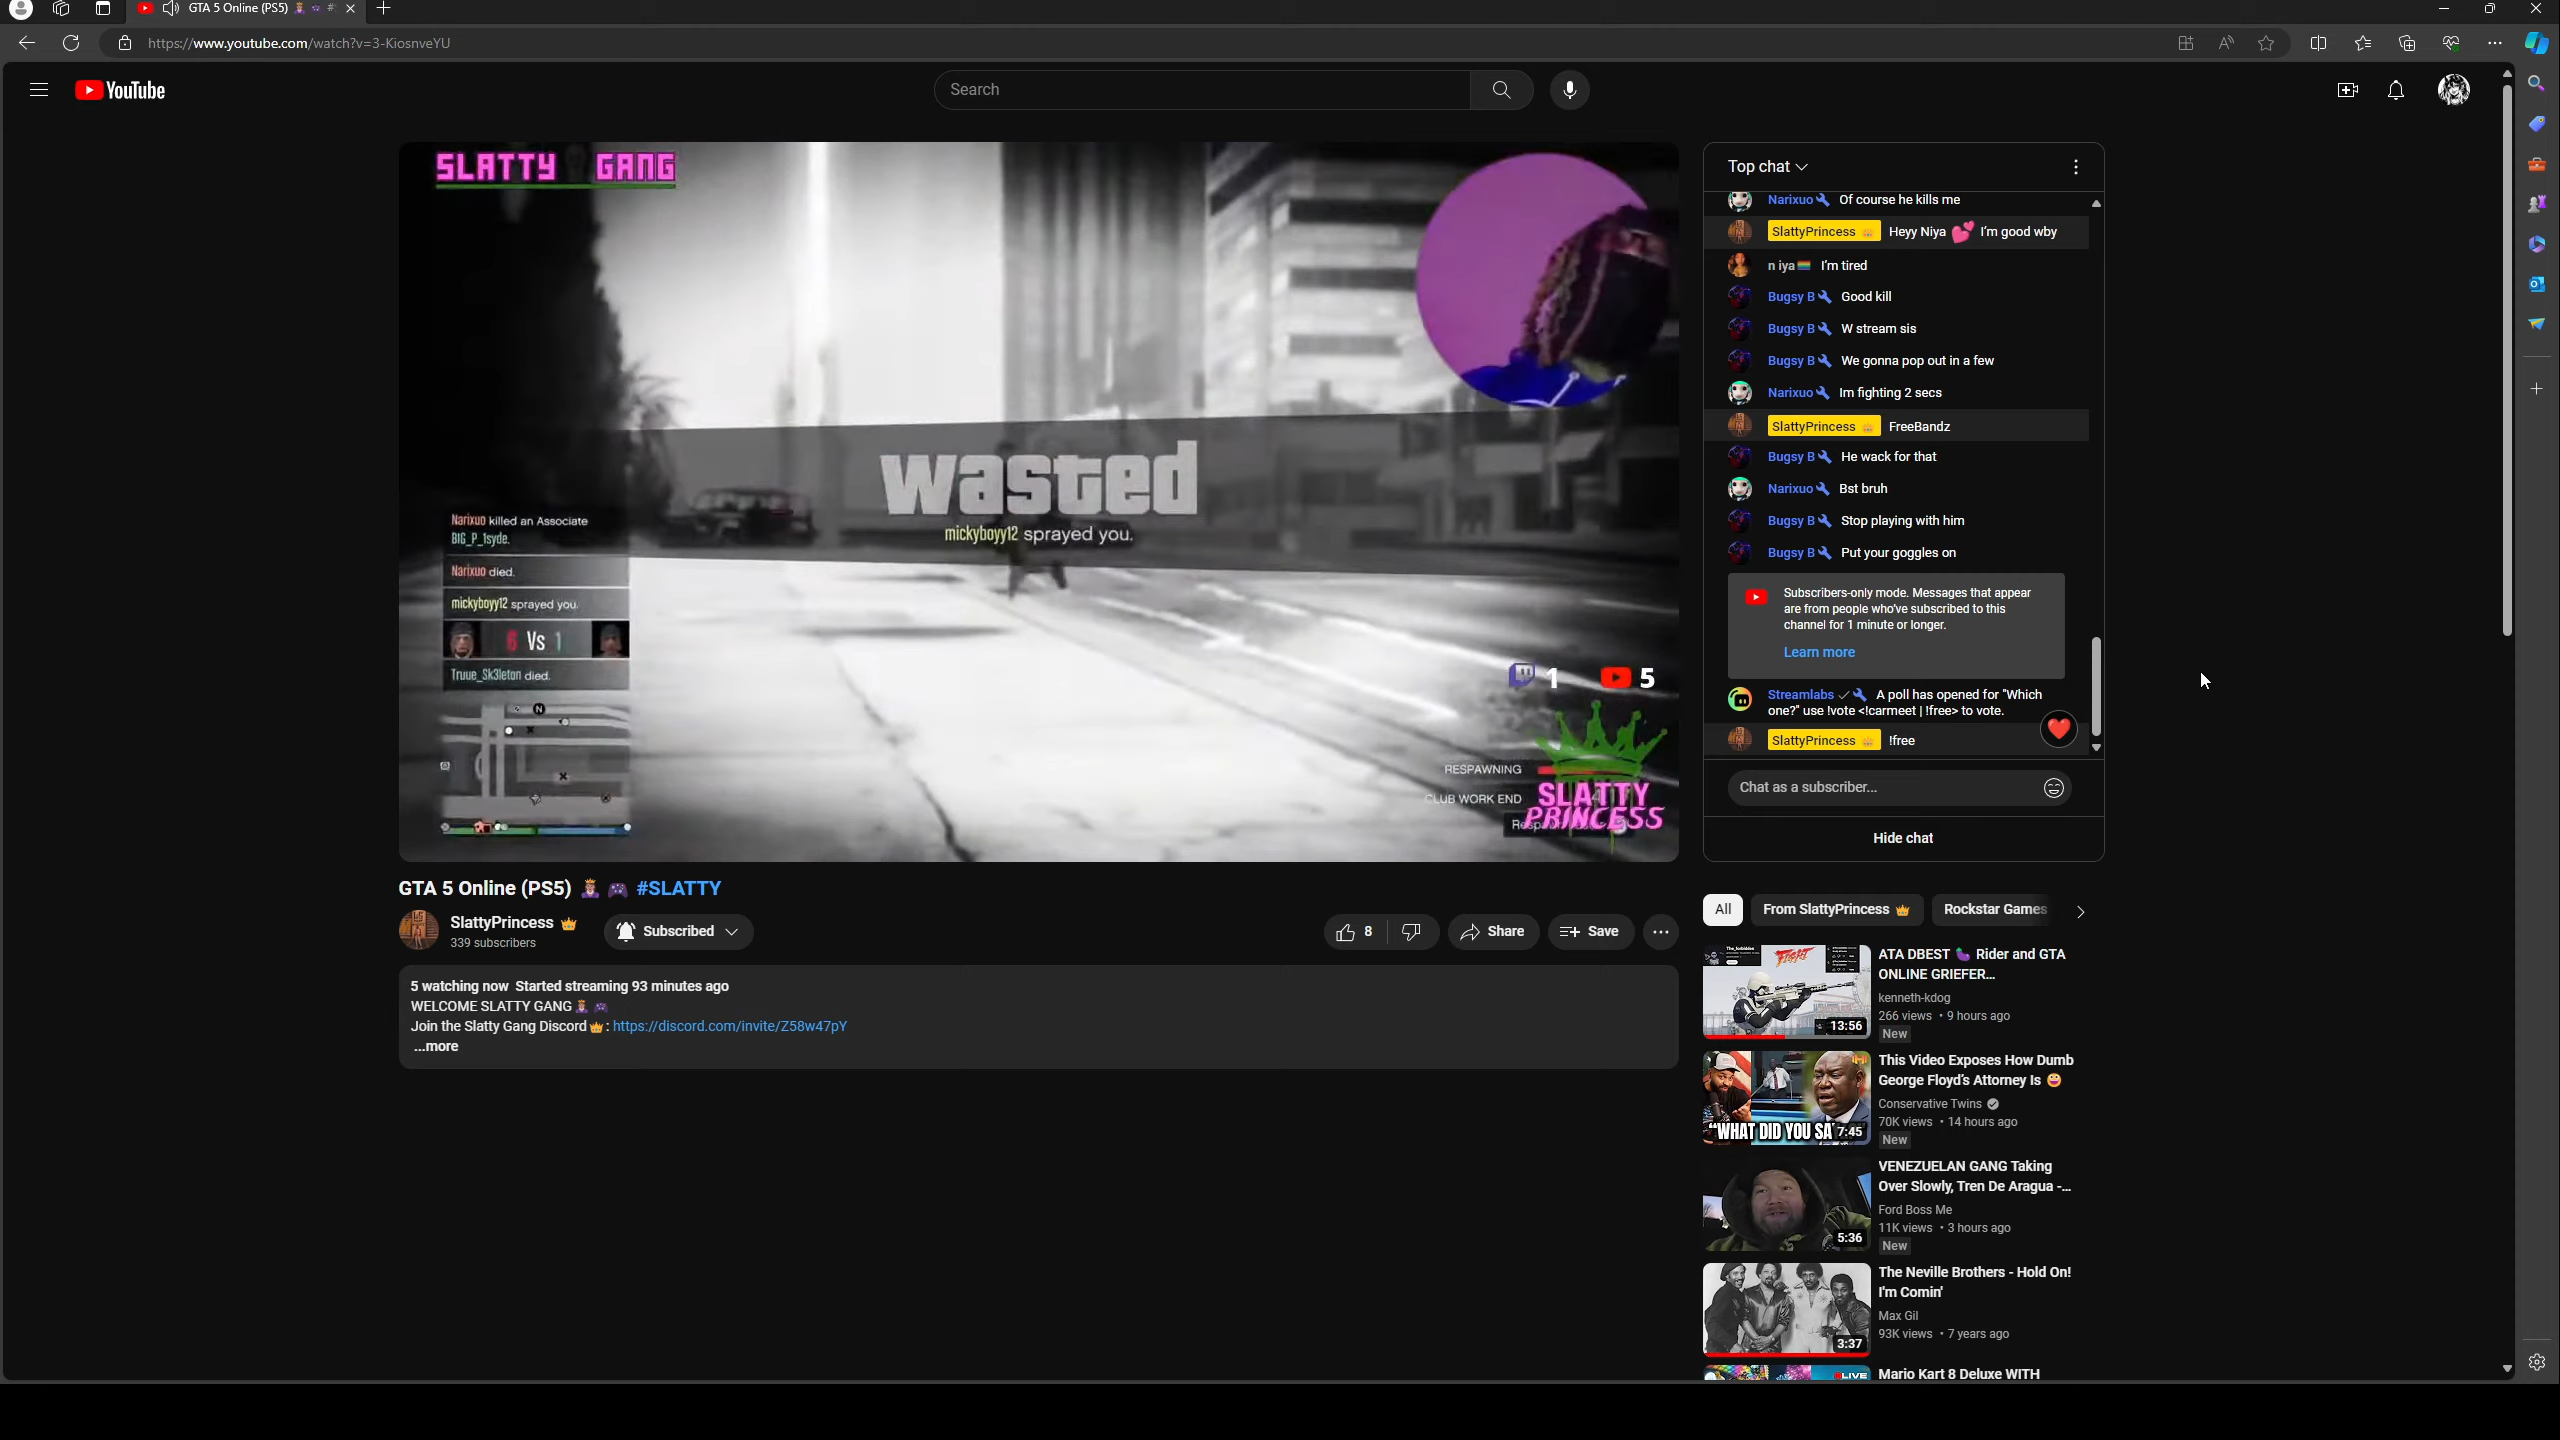 GTA 5 Online (PS5) 👸 🎮 #
https://www.youtube.com/watch?v=3-KiosnveYU
YouTube
Search
SLATTY GANG
wasted
mickyboyy12 sprayed you.
Narixuo killed an Associate
BIG_P_1syde.
Narixuo died.
mickyboyy12 sprayed you.
6 Vs 1
Truue_Sk3leton died.
N
1
5
RESPAWNING
CLUB WORK END
SLATTY
PRINCESS
Top chat
Narixuo Of course he kills me
SlattyPrincess 👑 Heyy Niya 💕 I'm good wby
n iya🏳️‍🌈 I'm tired
Bugsy B Good kill
Bugsy B W stream sis
Bugsy B We gonna pop out in a few
Narixuo Im fighting 2 secs
SlattyPrincess 👑 FreeBandz
Bugsy B He wack for that
Narixuo Bst bruh
Bugsy B Stop playing with him
Bugsy B Put your goggles on
Subscribers-only mode. Messages that appear
are from people who've subscribed to this
channel for 1 minute or longer.
Learn more
Streamlabs A poll has opened for "Which
one?" use !vote <!carmeet | !free> to vote.
SlattyPrincess 👑 !free
Chat as a subscriber...
Hide chat
GTA 5 Online (PS5) 👸 🎮 #SLATTY
SlattyPrincess 👑
339 subscribers
Subscribed
8
Share
Save
5 watching now Started streaming 93 minutes ago
WELCOME SLATTY GANG👸 🎮
Join the Slatty Gang Discord👑: https://discord.com/invite/Z58w47pY
...more
All
From SlattyPrincess 👑
Rockstar Games
FIGHT
13:56
ATA DBEST 🍆 Rider and GTA
ONLINE GRIEFER...
kenneth-kdog
266 views • 9 hours ago
New
"WHAT DID YOU SA
7:45
This Video Exposes How Dumb
George Floyd's Attorney Is 😀
Conservative Twins
70K views • 14 hours ago
New
5:36
VENEZUELAN GANG Taking
Over Slowly, Tren De Aragua -...
Ford Boss Me
11K views • 3 hours ago
New
3:37
The Neville Brothers - Hold On!
I'm Comin'
Max Gil
93K views • 7 years ago
LIVE
Mario Kart 8 Deluxe WITH